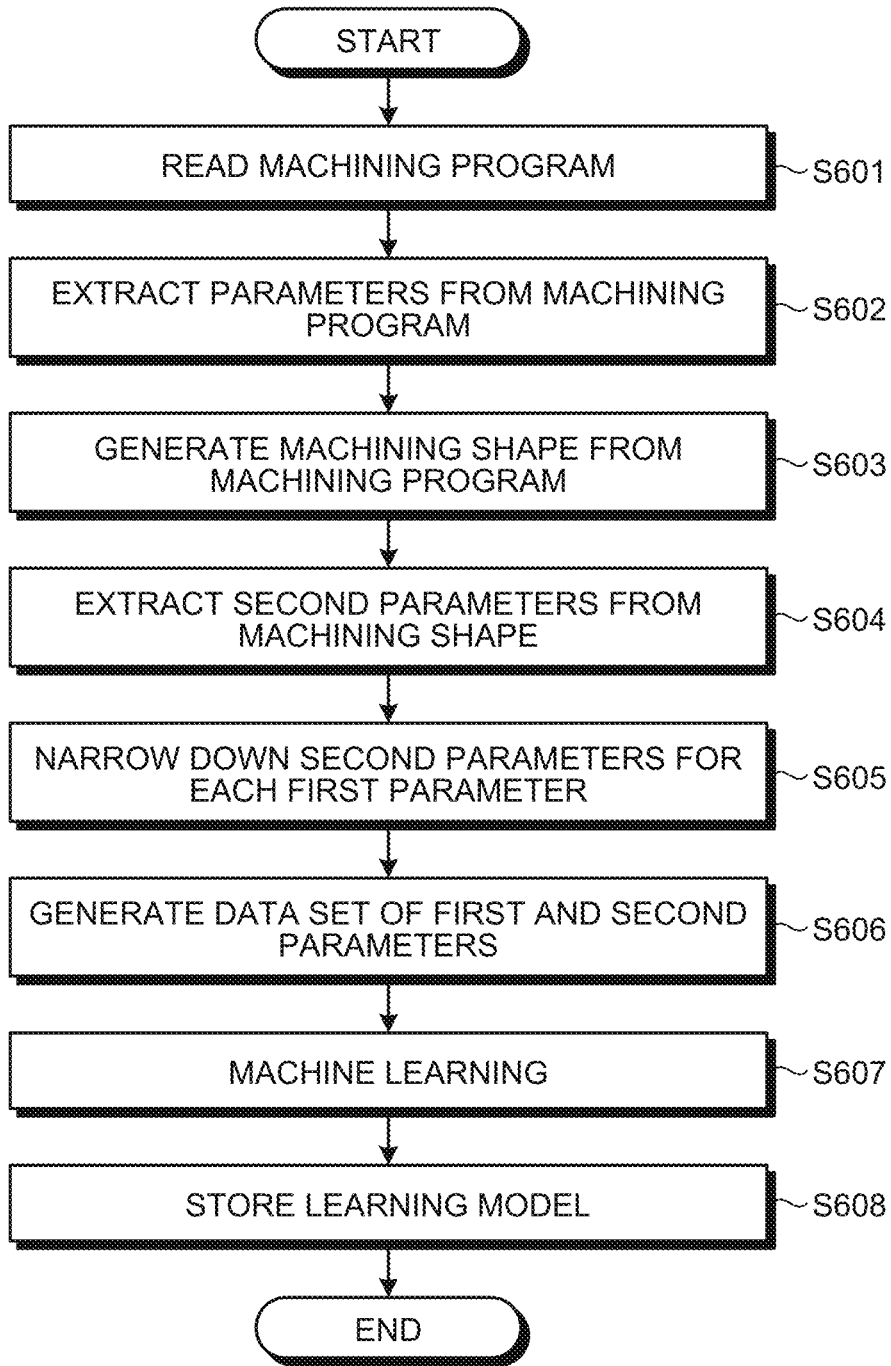 START
READ MACHINING PROGRAM
S601
EXTRACT PARAMETERS FROM MACHINING
PROGRAM
S602
GENERATE MACHINING SHAPE FROM
MACHINING PROGRAM
S603
EXTRACT SECOND PARAMETERS FROM
MACHINING SHAPE
S604
NARROW DOWN SECOND PARAMETERS FOR
EACH FIRST PARAMETER
S605
GENERATE DATA SET OF FIRST AND SECOND
PARAMETERS
S606
MACHINE LEARNING
S607
STORE LEARNING MODEL
S608
END